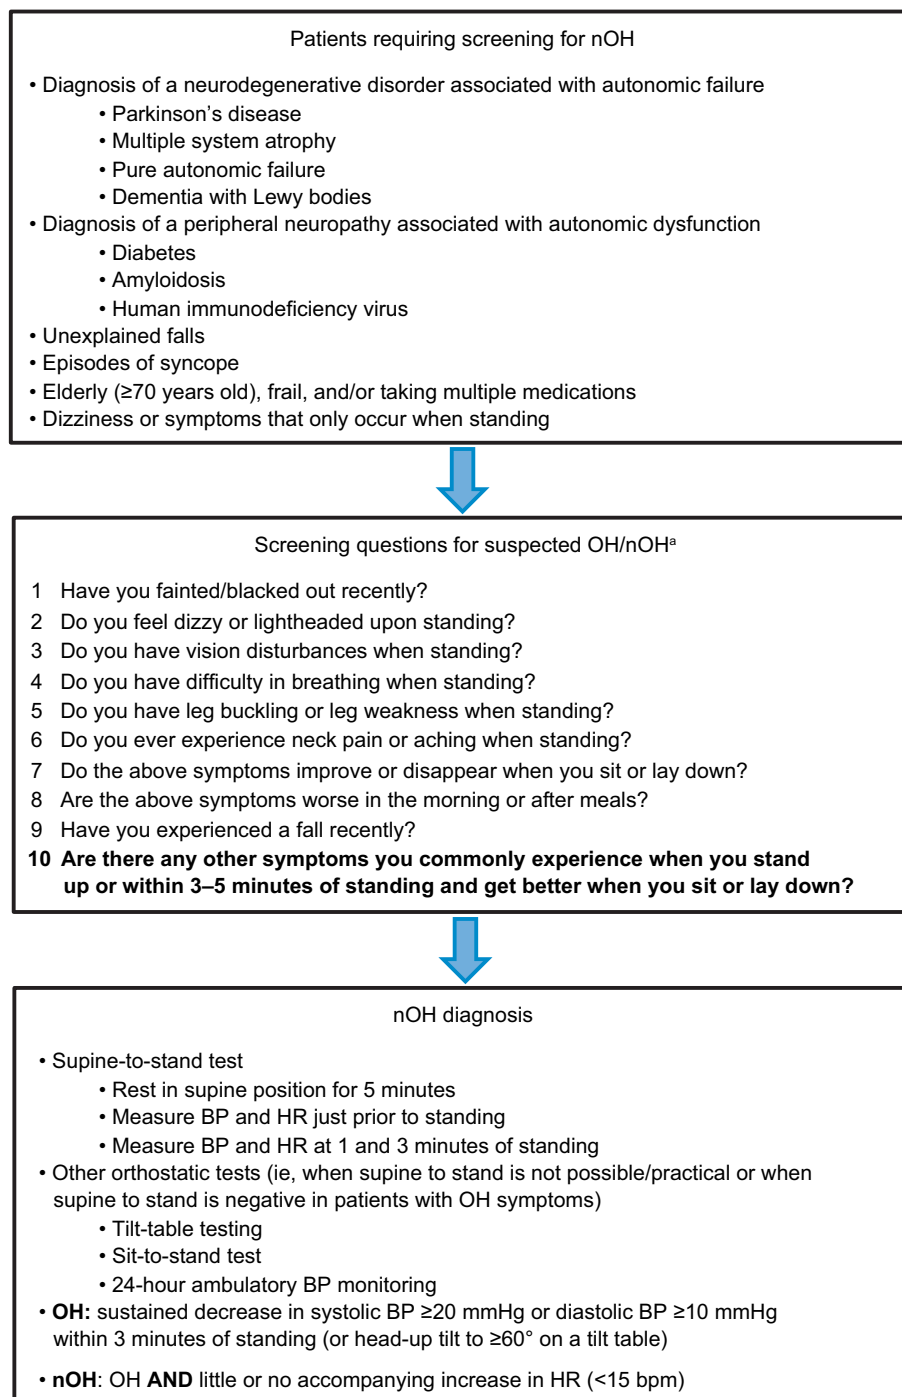 Patients requiring screening for nOH
• Diagnosis of a neurodegenerative disorder associated with autonomic failure
• Parkinson’s disease
• Multiple system atrophy
• Pure autonomic failure
• Dementia with Lewy bodies
• Diagnosis of a peripheral neuropathy associated with autonomic dysfunction
• Diabetes
• Amyloidosis
• Human immunodeficiency virus
• Unexplained falls
• Episodes of syncope
• Elderly (≥70 years old), frail, and/or taking multiple medications
• Dizziness or symptoms that only occur when standing
Screening questions for suspected OH/nOHᵃ
1 Have you fainted/blacked out recently?
2 Do you feel dizzy or lightheaded upon standing?
3 Do you have vision disturbances when standing?
4 Do you have difficulty in breathing when standing?
5 Do you have leg buckling or leg weakness when standing?
6 Do you ever experience neck pain or aching when standing?
7 Do the above symptoms improve or disappear when you sit or lay down?
8 Are the above symptoms worse in the morning or after meals?
9 Have you experienced a fall recently?
10 Are there any other symptoms you commonly experience when you stand
up or within 3–5 minutes of standing and get better when you sit or lay down?
nOH diagnosis
• Supine-to-stand test
• Rest in supine position for 5 minutes
• Measure BP and HR just prior to standing
• Measure BP and HR at 1 and 3 minutes of standing
• Other orthostatic tests (ie, when supine to stand is not possible/practical or when
supine to stand is negative in patients with OH symptoms)
• Tilt-table testing
• Sit-to-stand test
• 24-hour ambulatory BP monitoring
• OH: sustained decrease in systolic BP ≥20 mmHg or diastolic BP ≥10 mmHg
within 3 minutes of standing (or head-up tilt to ≥60° on a tilt table)
• nOH: OH AND little or no accompanying increase in HR (<15 bpm)